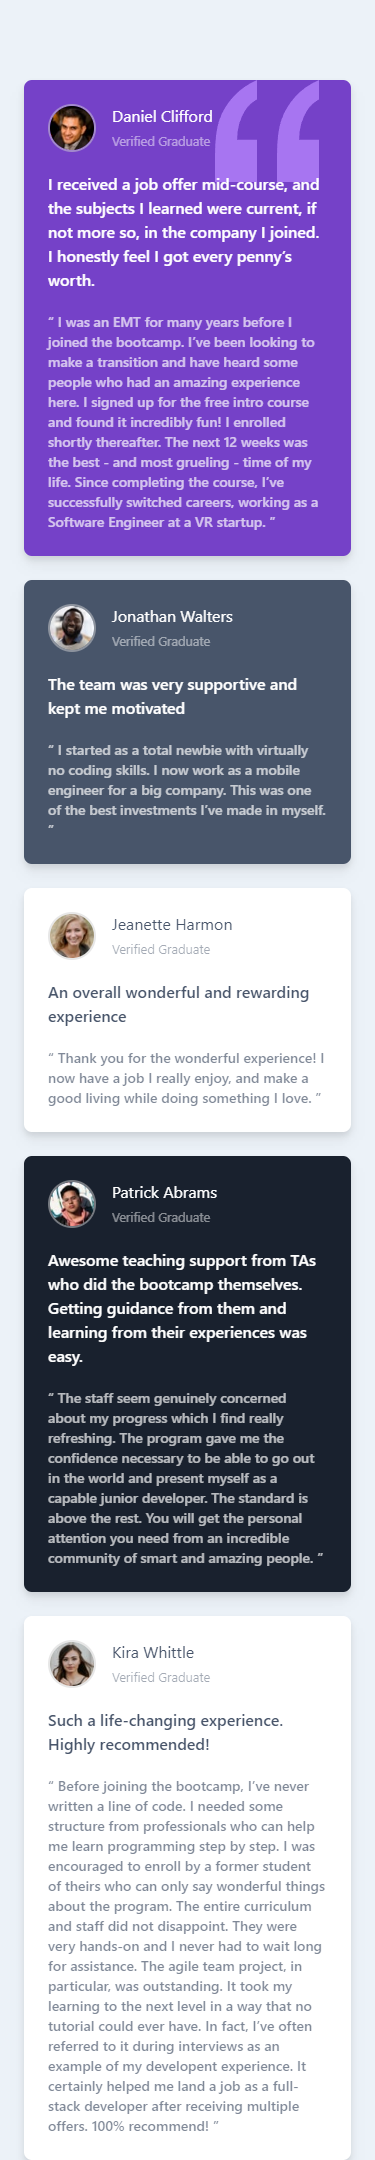 Daniel Clifford
Verified Graduate
I received a job offer mid-course, and
the subjects I learned were current, if
not more so, in the company I joined.
I honestly feel I got every penny’s
worth.
“ I was an EMT for many years before I
joined the bootcamp. I’ve been looking to
make a transition and have heard some
people who had an amazing experience
here. I signed up for the free intro course
and found it incredibly fun! I enrolled
shortly thereafter. The next 12 weeks was
the best - and most grueling - time of my
life. Since completing the course, I’ve
successfully switched careers, working as a
Software Engineer at a VR startup. ”
Jonathan Walters
Verified Graduate
The team was very supportive and
kept me motivated
“ I started as a total newbie with virtually
no coding skills. I now work as a mobile
engineer for a big company. This was one
of the best investments I’ve made in myself.
”
Jeanette Harmon
Verified Graduate
An overall wonderful and rewarding
experience
“ Thank you for the wonderful experience! I
now have a job I really enjoy, and make a
good living while doing something I love. ”
Patrick Abrams
Verified Graduate
Awesome teaching support from TAs
who did the bootcamp themselves.
Getting guidance from them and
learning from their experiences was
easy.
“ The staff seem genuinely concerned
about my progress which I find really
refreshing. The program gave me the
confidence necessary to be able to go out
in the world and present myself as a
capable junior developer. The standard is
above the rest. You will get the personal
attention you need from an incredible
community of smart and amazing people. ”
Kira Whittle
Verified Graduate
Such a life-changing experience.
Highly recommended!
“ Before joining the bootcamp, I’ve never
written a line of code. I needed some
structure from professionals who can help
me learn programming step by step. I was
encouraged to enroll by a former student
of theirs who can only say wonderful things
about the program. The entire curriculum
and staff did not disappoint. They were
very hands-on and I never had to wait long
for assistance. The agile team project, in
particular, was outstanding. It took my
learning to the next level in a way that no
tutorial could ever have. In fact, I’ve often
referred to it during interviews as an
example of my developent experience. It
certainly helped me land a job as a full-
stack developer after receiving multiple
offers. 100% recommend! ”